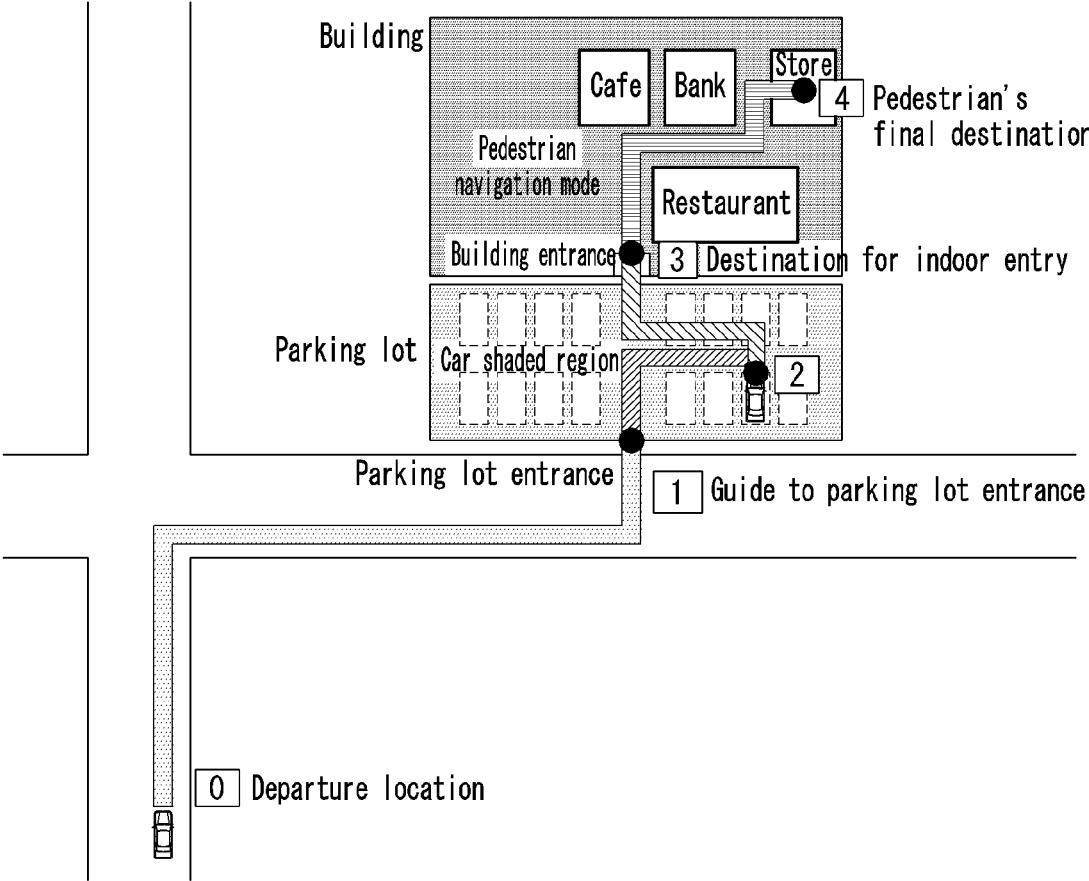 Building
Cafe
Bank
Store
4
Pedestrian's
final destination
Pedestrian
navigation mode
Restaurant
Building entrance
3
Destination for indoor entry
Parking lot
Car shaded region
2
Parking lot entrance
1
Guide to parking lot entrance
0
Departure location